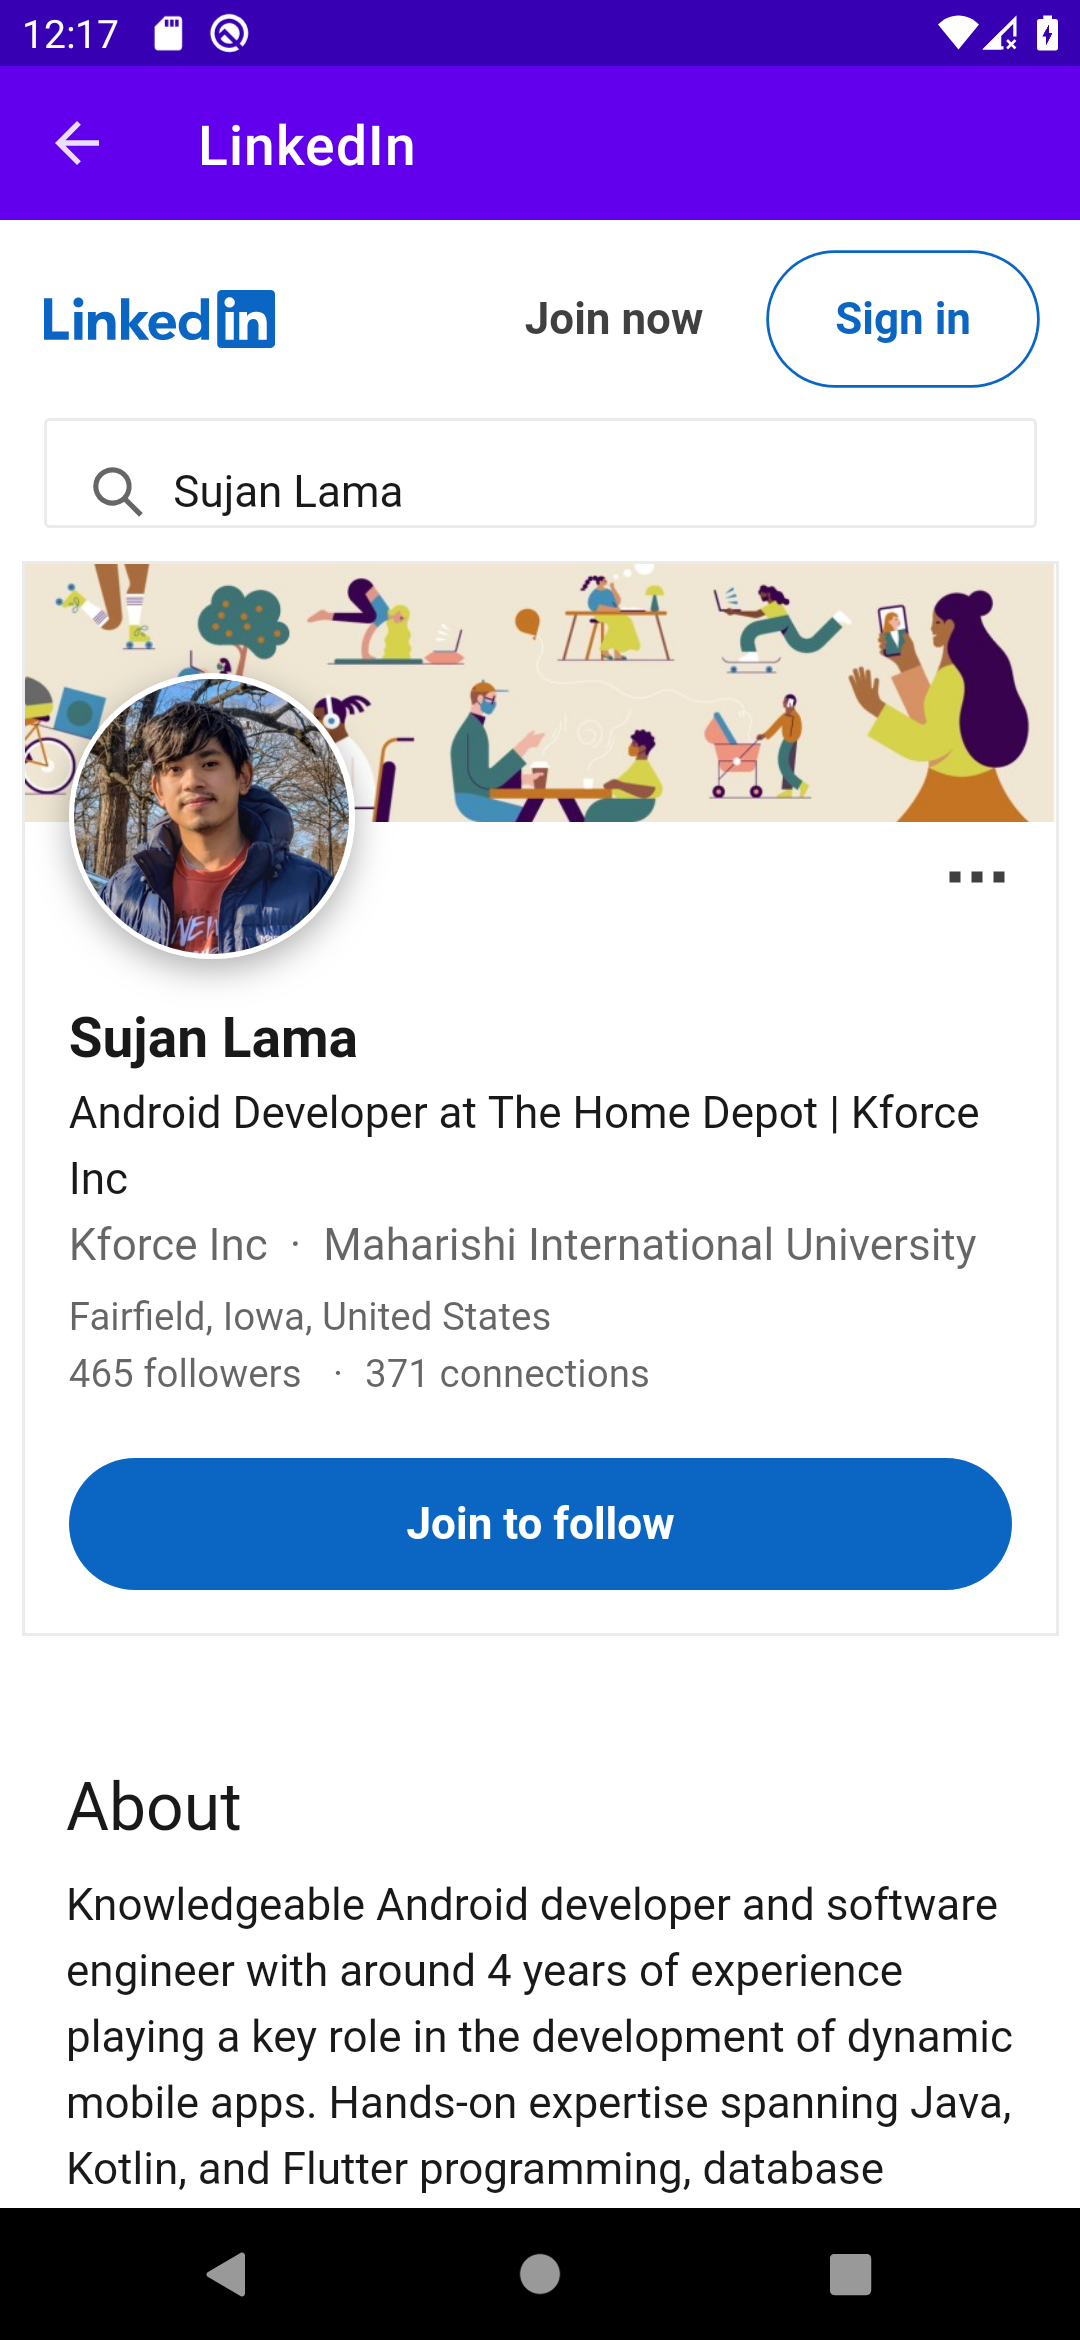 12:17
LinkedIn
Linked in
Join now
Sign in
Sujan Lama
NEW
Sujan Lama
Android Developer at The Home Depot | Kforce
Inc
Kforce Inc · Maharishi International University
Fairfield, Iowa, United States
465 followers · 371 connections
Join to follow
About
Knowledgeable Android developer and software
engineer with around 4 years of experience
playing a key role in the development of dynamic
mobile apps. Hands-on expertise spanning Java,
Kotlin, and Flutter programming, database